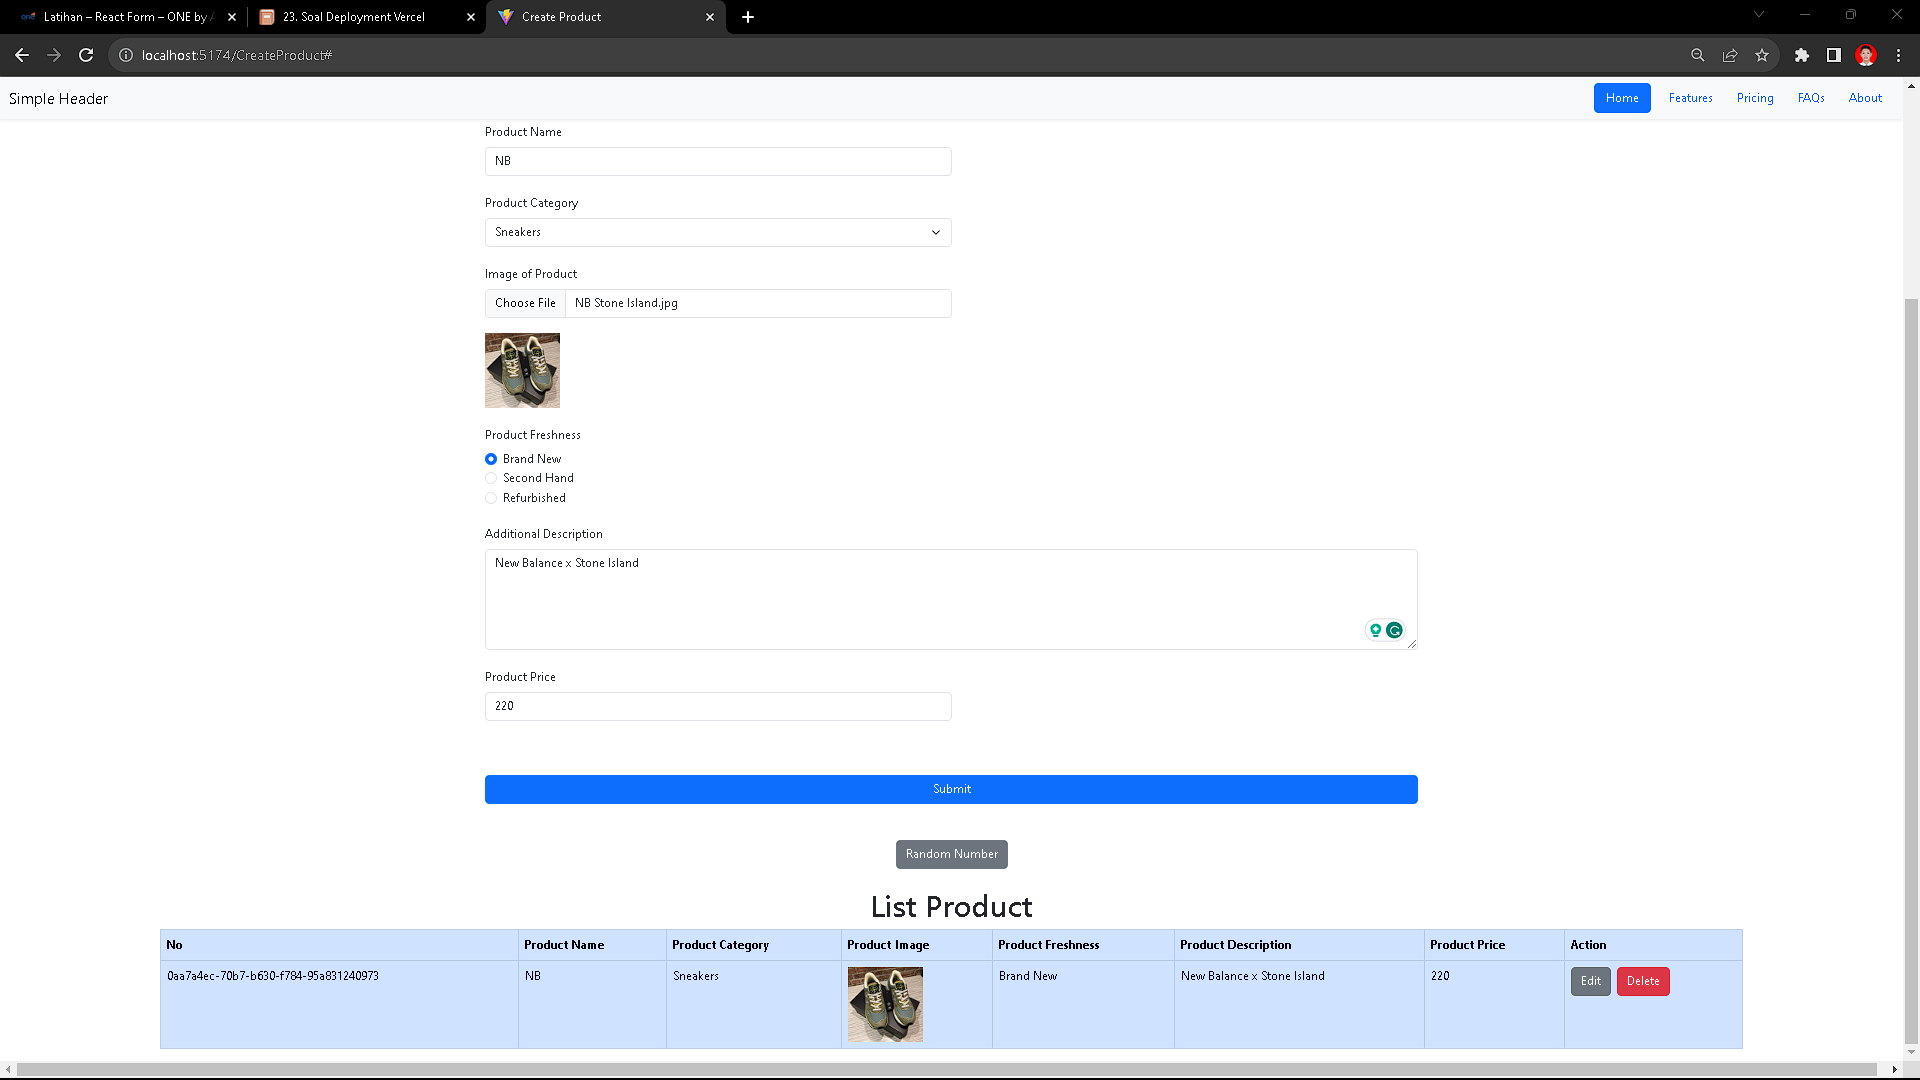 Latihan – React Form – ONE by A
23. Soal Deployment Vercel
Create Product
localhost:5174/CreateProduct#
Simple Header
Home
Features
Pricing
FAQs
About
Product Name
NB
Product Category
Sneakers
Image of Product
Choose File NB Stone Island.jpg
Product Freshness
Brand New
Second Hand
Refurbished
Additional Description
New Balance x Stone Island
Product Price
220
Submit
Random Number
List Product
No Product Name Product Category Product Image Product Freshness Product Description Product Price Action
0aa7a4ec-70b7-b630-f784-95a831240973 NB Sneakers Brand New New Balance x Stone Island 220 Edit Delete